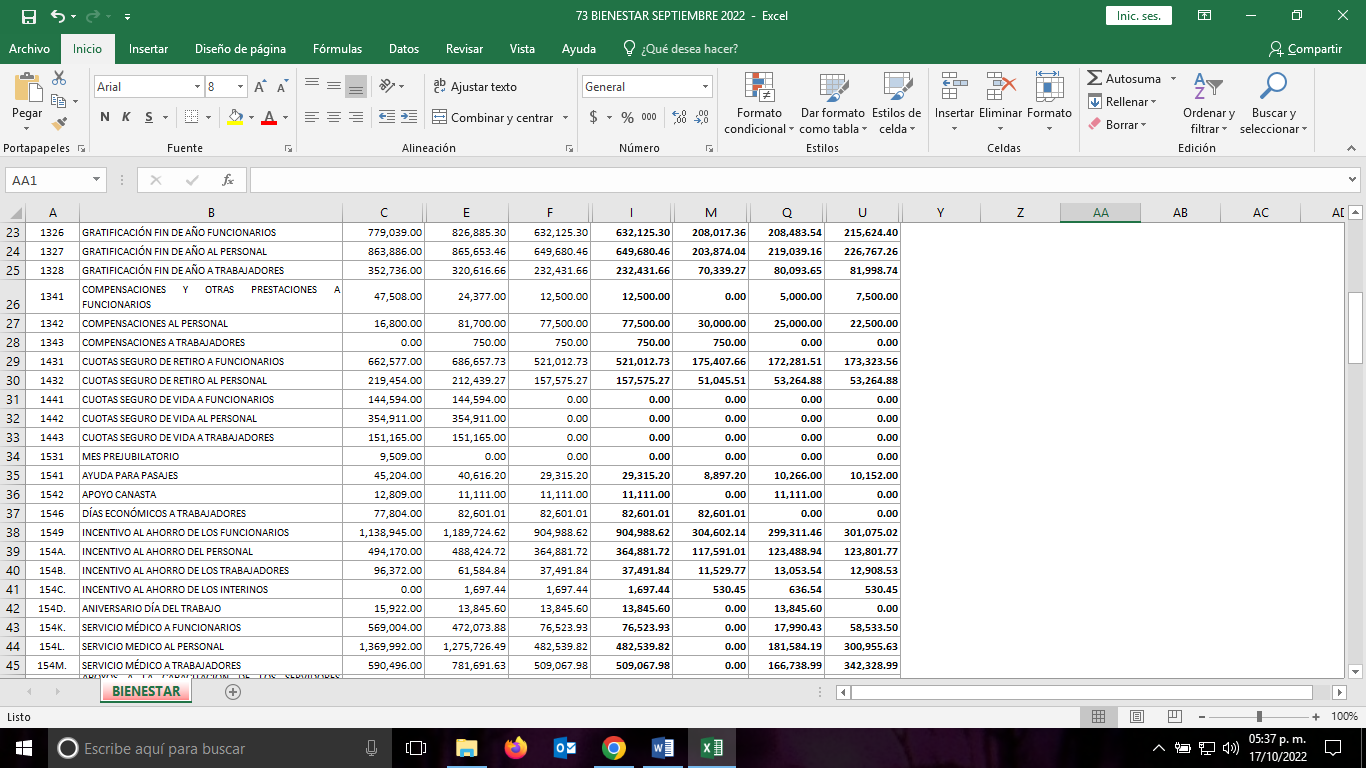 73 BIENESTAR SEPTIEMBRE 2022 - Excel
Inic. ses.
Archivo Inicio Insertar Diseño de página Fórmulas Datos Revisar Vista Ayuda ¿Qué desea hacer? Compartir
Pegar
Arial 8
N K S
Ajustar texto
Combinar y centrar
General
$ % 000
Formato condicional
Dar formato como tabla
Estilos de celda
Insertar Eliminar Formato
Autosuma
Rellenar
Borrar
Ordenar y filtrar
Buscar y seleccionar
Portapapeles Fuente Alineación Número Estilos Celdas Edición
AA1 fx
A B C E F I M Q U Y Z AA AB AC AD
23 1326 GRATIFICACIÓN FIN DE AÑO FUNCIONARIOS 779,039.00 826,885.30 632,125.30 632,125.30 208,017.36 208,483.54 215,624.40
24 1327 GRATIFICACIÓN FIN DE AÑO AL PERSONAL 863,886.00 865,653.46 649,680.46 649,680.46 203,874.04 219,039.16 226,767.26
25 1328 GRATIFICACIÓN FIN DE AÑO A TRABAJADORES 352,736.00 320,616.66 232,431.66 232,431.66 70,339.27 80,093.65 81,998.74
26 1341 COMPENSACIONES Y OTRAS PRESTACIONES A
FUNCIONARIOS 47,508.00 24,377.00 12,500.00 12,500.00 0.00 5,000.00 7,500.00
27 1342 COMPENSACIONES AL PERSONAL 16,800.00 81,700.00 77,500.00 77,500.00 30,000.00 25,000.00 22,500.00
28 1343 COMPENSACIONES A TRABAJADORES 0.00 750.00 750.00 750.00 750.00 0.00 0.00
29 1431 CUOTAS SEGURO DE RETIRO A FUNCIONARIOS 662,577.00 686,657.73 521,012.73 521,012.73 175,407.66 172,281.51 173,323.56
30 1432 CUOTAS SEGURO DE RETIRO AL PERSONAL 219,454.00 212,439.27 157,575.27 157,575.27 51,045.51 53,264.88 53,264.88
31 1441 CUOTAS SEGURO DE VIDA A FUNCIONARIOS 144,594.00 144,594.00 0.00 0.00 0.00 0.00 0.00
32 1442 CUOTAS SEGURO DE VIDA AL PERSONAL 354,911.00 354,911.00 0.00 0.00 0.00 0.00 0.00
33 1443 CUOTAS SEGURO DE VIDA A TRABAJADORES 151,165.00 151,165.00 0.00 0.00 0.00 0.00 0.00
34 1531 MES PREJUBILATORIO 9,509.00 0.00 0.00 0.00 0.00 0.00 0.00
35 1541 AYUDA PARA PASAJES 45,204.00 40,616.20 29,315.20 29,315.20 8,897.20 10,266.00 10,152.00
36 1542 APOYO CANASTA 12,809.00 11,111.00 11,111.00 11,111.00 0.00 11,111.00 0.00
37 1546 DÍAS ECONÓMICOS A TRABAJADORES 77,804.00 82,601.01 82,601.01 82,601.01 82,601.01 0.00 0.00
38 1549 INCENTIVO AL AHORRO DE LOS FUNCIONARIOS 1,138,945.00 1,189,724.62 904,988.62 904,988.62 304,602.14 299,311.46 301,075.02
39 154A. INCENTIVO AL AHORRO DEL PERSONAL 494,170.00 488,424.72 364,881.72 364,881.72 117,591.01 123,488.94 123,801.77
40 154B. INCENTIVO AL AHORRO DE LOS TRABAJADORES 96,372.00 61,584.84 37,491.84 37,491.84 11,529.77 13,053.54 12,908.53
41 154C. INCENTIVO AL AHORRO DE LOS INTERINOS 0.00 1,697.44 1,697.44 1,697.44 530.45 636.54 530.45
42 154D. ANIVERSARIO DÍA DEL TRABAJO 15,922.00 13,845.60 13,845.60 13,845.60 0.00 13,845.60 0.00
43 154K. SERVICIO MÉDICO A FUNCIONARIOS 569,004.00 472,073.88 76,523.93 76,523.93 0.00 17,990.43 58,533.50
44 154L. SERVICIO MEDICO AL PERSONAL 1,369,992.00 1,275,726.49 482,539.82 482,539.82 0.00 181,584.19 300,955.63
45 154M. SERVICIO MÉDICO A TRABAJADORES 590,496.00 781,691.63 509,067.98 509,067.98 0.00 166,738.99 342,328.99
APOYOS A LA CAPACITACION DE LOS SERVIDORES
BIENESTAR
Listo 100%
Escribe aquí para buscar
05:37 p. m.
17/10/2022